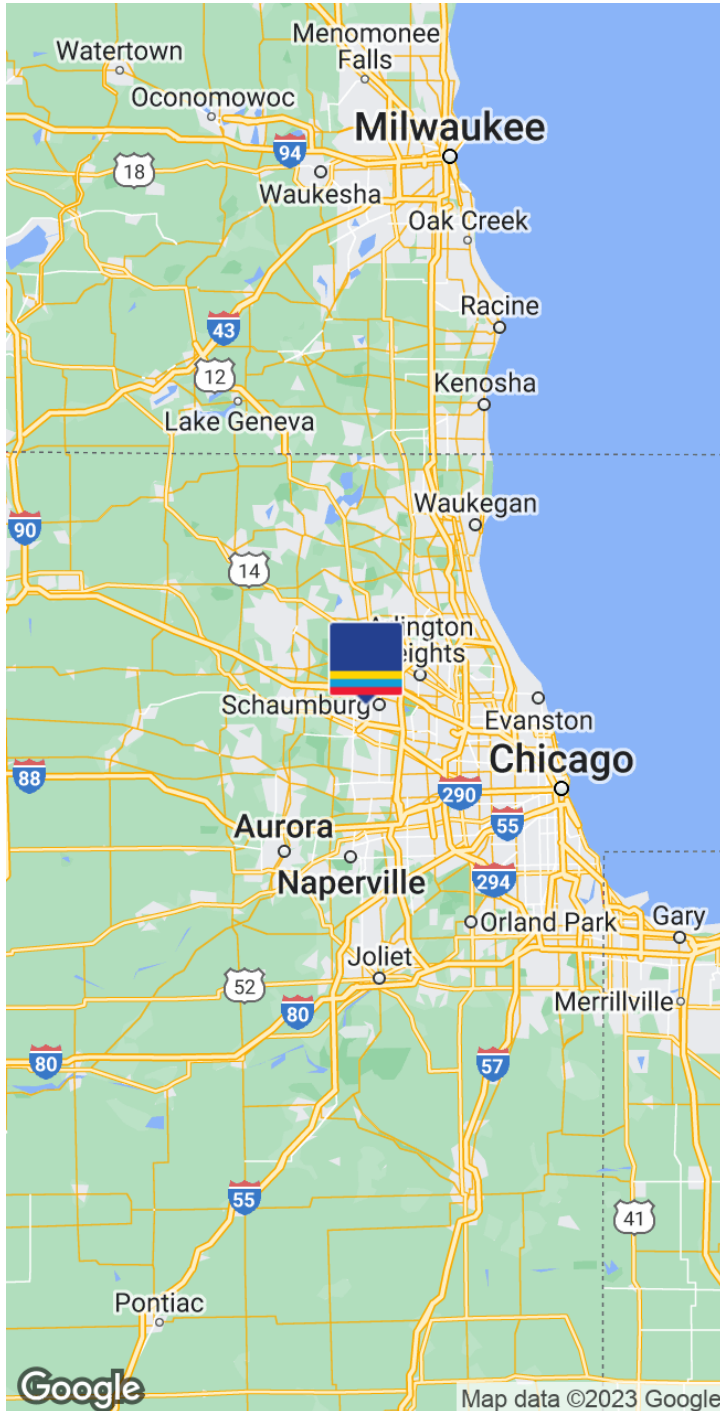 Menomonee
Falls
Watertown
Oconomowoc
Milwaukee
94
18
Waukesha
Oak Creek
Racine
43
12
Kenosha
Lake Geneva
Waukegan
90
14
Arlington
Heights
Schaumburg
Evanston
Chicago
88
290
55
Aurora
Naperville
294
Orland Park
Gary
Joliet
52
Merrillville
80
80
57
55
41
Pontiac
Google
Map data ©2023 Google